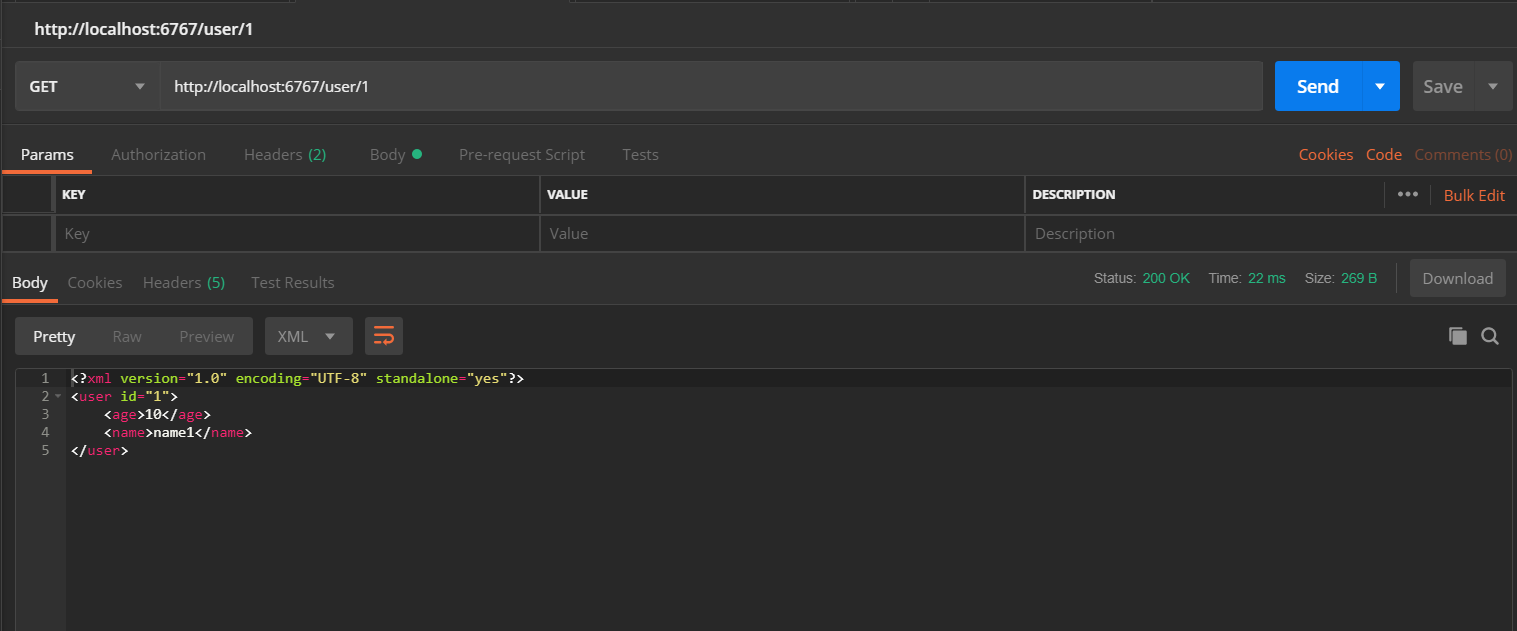 http://localhost:6767/user/1
GET http://localhost:6767/user/1 Send Save
Params Authorization Headers (2) Body Pre-request Script Tests Cookies Code Comments (0)
KEY VALUE DESCRIPTION ••• Bulk Edit
Key Value Description
Body Cookies Headers (5) Test Results Status: 200 OK Time: 22 ms Size: 269 B Download
Pretty Raw Preview XML
1 <?xml version="1.0" encoding="UTF-8" standalone="yes"?>
2 <user id="1">
3 <age>10</age>
4 <name>name1</name>
5 </user>